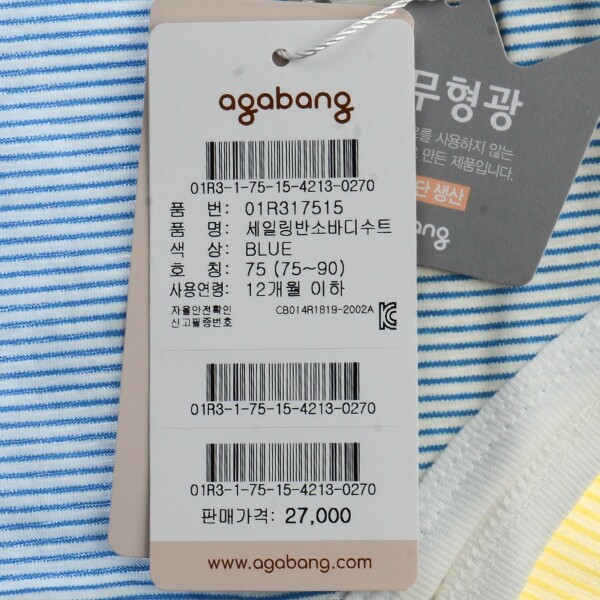 agabang
01R3-1-75-15-4213-0270
품 번: 01R317515
품 명: 세일링반소바디수트
색 상: BLUE
호 칭: 75 (75~90)
사용연령: 12개월 이하
자율안전확인
신고필증번호 CB014R1819-2002A
01R3-1-75-15-4213-0270
01R3-1-75-15-4213-0270
판매가격: 27,000
www.agabang.com
무형광
사용하지 않는
만든 제품입니다.
생산